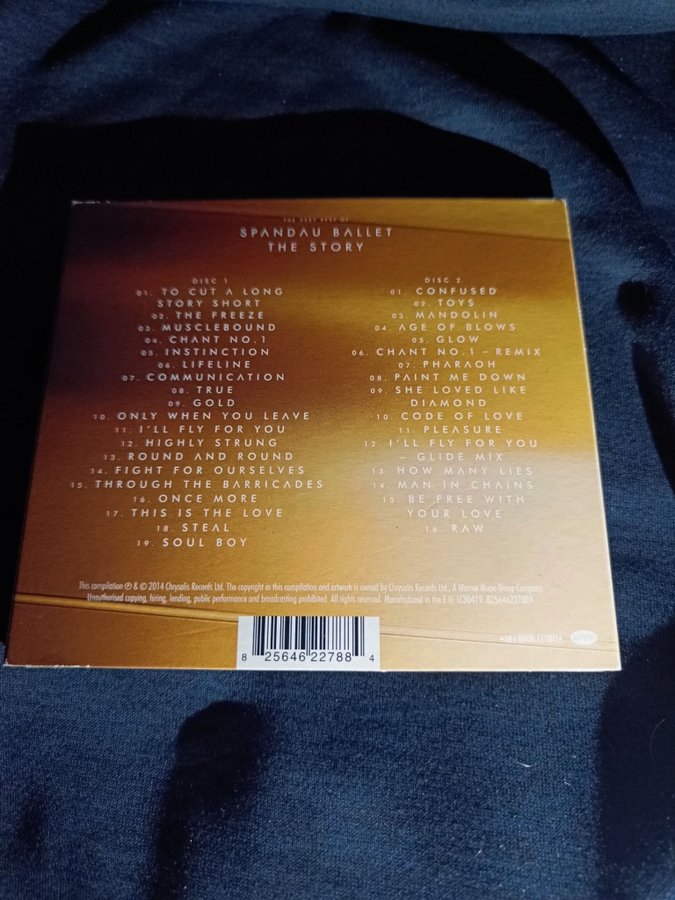 THE VERY BEST OF
SPANDAU BALLET
THE STORY
DISC 1
01. TO CUT A LONG
STORY SHORT
02. THE FREEZE
03. MUSCLEBOUND
04. CHANT NO.1
05. INSTINCTION
06. LIFELINE
07. COMMUNICATION
08. TRUE
09. GOLD
10. ONLY WHEN YOU LEAVE
11. I'LL FLY FOR YOU
12. HIGHLY STRUNG
13. ROUND AND ROUND
14. FIGHT FOR OURSELVES
15. THROUGH THE BARRICADES
16. ONCE MORE
17. THIS IS THE LOVE
18. STEAL
19. SOUL BOY
DISC 2
01. CONFUSED
02. TOYS
03. MANDOLIN
04. AGE OF BLOWS
05. GLOW
06. CHANT NO.1 – REMIX
07. PHARAOH
08. PAINT ME DOWN
09. SHE LOVED LIKE
DIAMOND
10. CODE OF LOVE
11. PLEASURE
12. I'LL FLY FOR YOU
– GLIDE MIX
13. HOW MANY LIES
14. MAN IN CHAINS
15. BE FREE WITH
YOUR LOVE
16. RAW
This compilation ℗ & © 2014 Chrysalis Records Ltd. The copyright in this compilation and artwork is owned by Chrysalis Records Ltd., A Warner Music Group Company.
Unauthorised copying, hiring, lending, public performance and broadcasting prohibited. All rights reserved. Manufactured in the E.U. LC30419. 825646227884
8 25646 22788 4